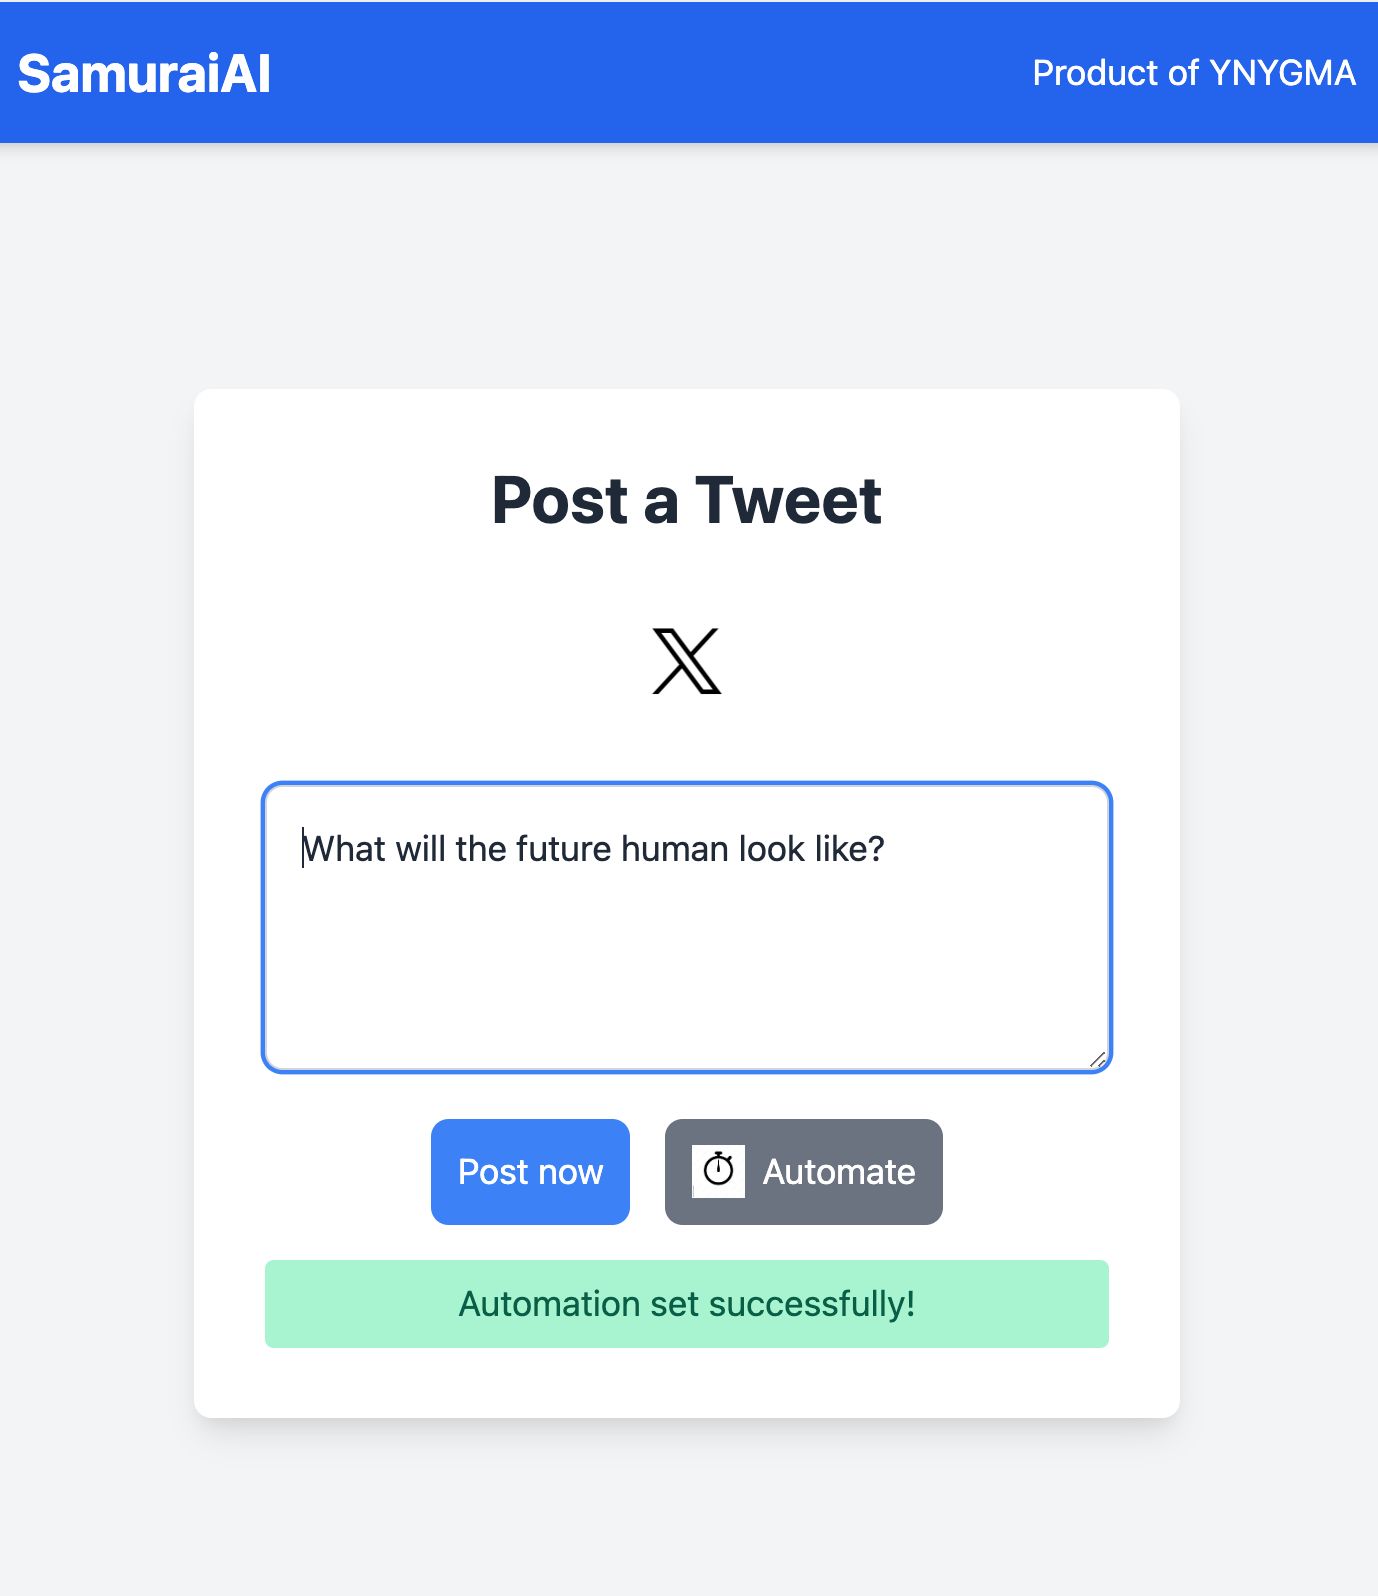 SamuraiAI
Product of YNYGMA
Post a Tweet
What will the future human look like?
Post now
Automate
Automation set successfully!